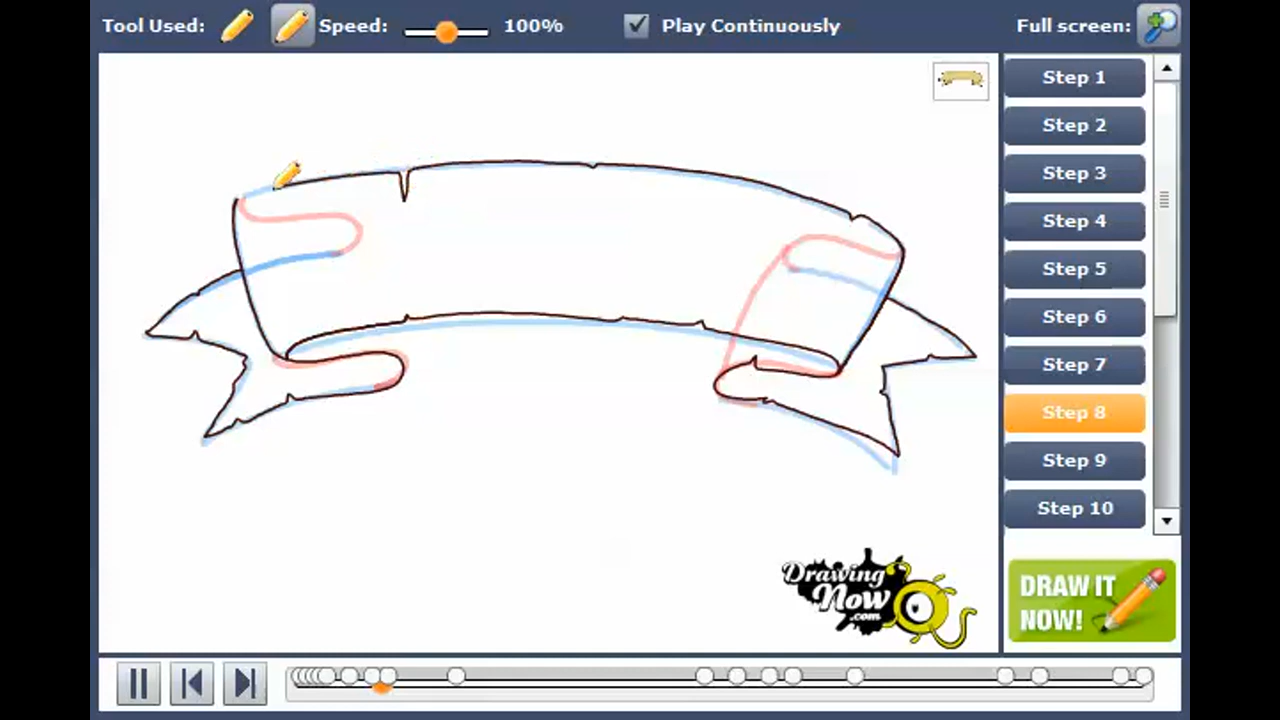 Tool Used: Speed: 100% Play Continuously Full screen:
Step 1
Step 2
Step 3
Step 4
Step 5
Step 6
Step 7
Step 8
Step 9
Step 10
Drawing
Now
.com
DRAW IT
NOW!